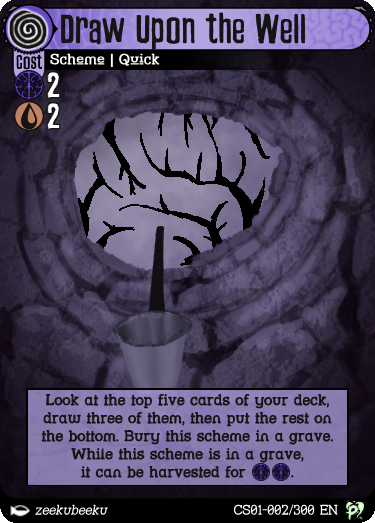 Draw Upon the Well
Cost
Scheme | Quick
2
2
Look at the top five cards of your deck,
draw three of them, then put the rest on
the bottom. Bury this scheme in a grave.
While this scheme is in a grave,
it can be harvested for .
zeekubeeku
CS01-002/300 EN